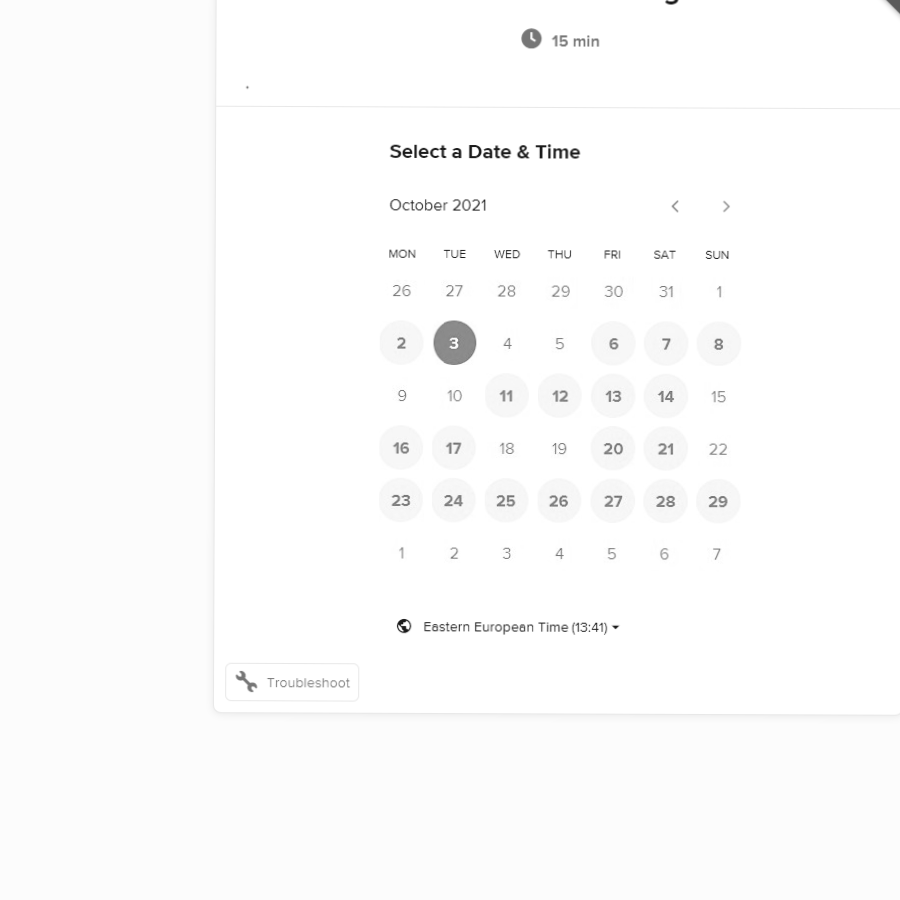 15 min
Select a Date & Time
October 2021
MON TUE WED THU FRI SAT SUN
26 27 28 29 30 31 1
2 3 4 5 6 7 8
9 10 11 12 13 14 15
16 17 18 19 20 21 22
23 24 25 26 27 28 29
1 2 3 4 5 6 7
Eastern European Time (13:41)
Troubleshoot